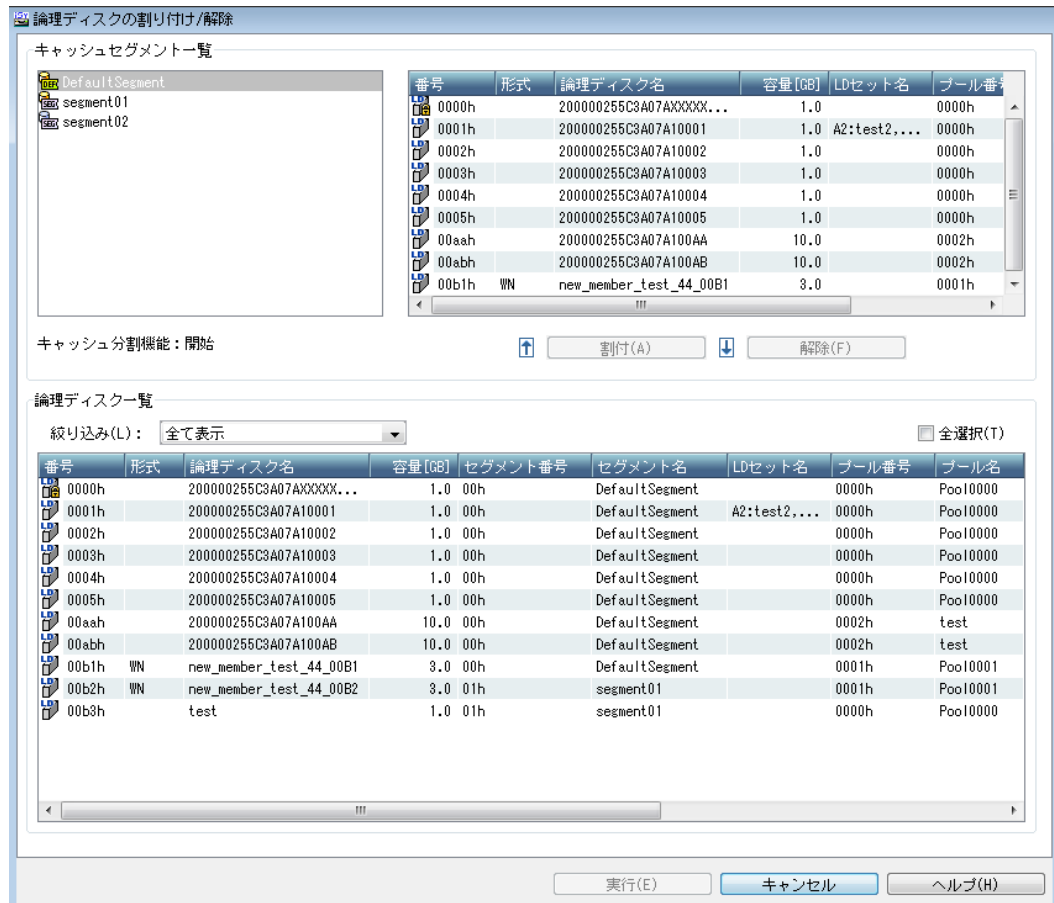 論理ディスクの割り付け/解除
キャッシュセグメント一覧
DefaultSegment
segment01
segment02
番号 形式 論理ディスク名 容量[GB] LDセット名 プール番号
0000h 200000255C3A07AXXXXX... 1.0 0000h
0001h 200000255C3A07A10001 1.0 A2:test2,... 0000h
0002h 200000255C3A07A10002 1.0 0000h
0003h 200000255C3A07A10003 1.0 0000h
0004h 200000255C3A07A10004 1.0 0000h
0005h 200000255C3A07A10005 1.0 0000h
00aah 200000255C3A07A100AA 10.0 0002h
00abh 200000255C3A07A100AB 10.0 0002h
00b1h WN new_member_test_44_00B1 3.0 0001h
キャッシュ分割機能:開始
割付(A) 解除(F)
論理ディスク一覧
絞り込み(L): 全て表示 全選択(T)
番号 形式 論理ディスク名 容量[GB] セグメント番号 セグメント名 LDセット名 プール番号 プール名
0000h 200000255C3A07AXXXXX... 1.0 00h DefaultSegment 0000h Pool0000
0001h 200000255C3A07A10001 1.0 00h DefaultSegment A2:test2,... 0000h Pool0000
0002h 200000255C3A07A10002 1.0 00h DefaultSegment 0000h Pool0000
0003h 200000255C3A07A10003 1.0 00h DefaultSegment 0000h Pool0000
0004h 200000255C3A07A10004 1.0 00h DefaultSegment 0000h Pool0000
0005h 200000255C3A07A10005 1.0 00h DefaultSegment 0000h Pool0000
00aah 200000255C3A07A100AA 10.0 00h DefaultSegment 0002h test
00abh 200000255C3A07A100AB 10.0 00h DefaultSegment 0002h test
00b1h WN new_member_test_44_00B1 3.0 00h DefaultSegment 0001h Pool0001
00b2h WN new_member_test_44_00B2 3.0 01h segment01 0001h Pool0001
00b3h test 1.0 01h segment01 0000h Pool0000
実行(E) キャンセル ヘルプ(H)